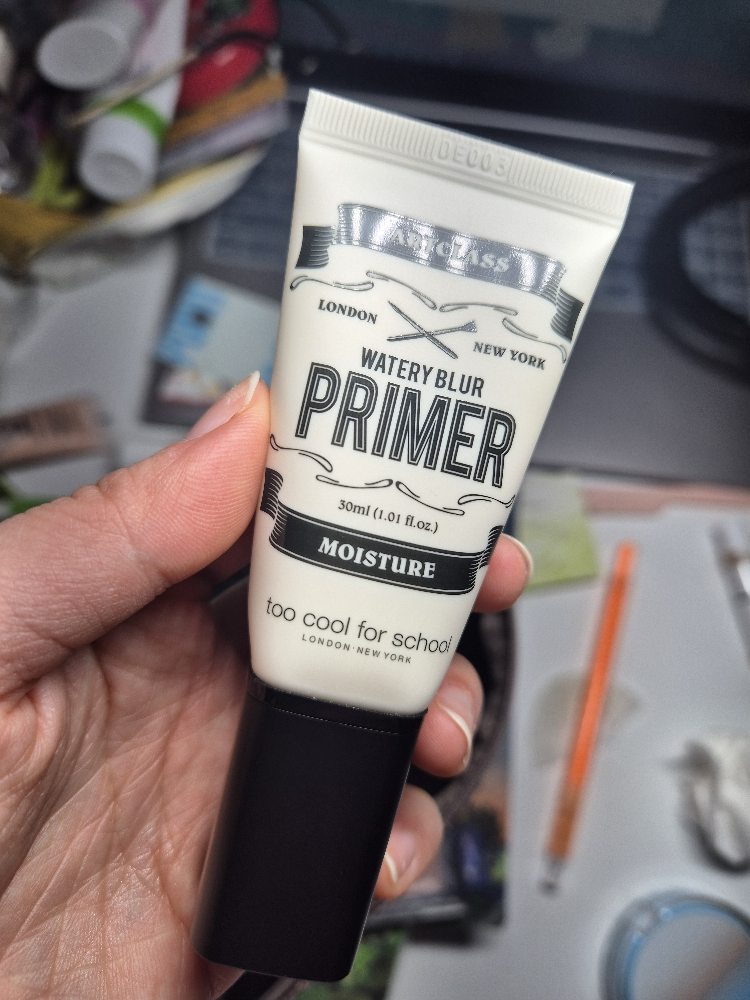 DE003
ARTCLASS
LONDON
NEW YORK
WATERY BLUR
PRIMER
30ml (1.01 fl.oz.)
MOISTURE
too cool for school
LONDON·NEW YORK